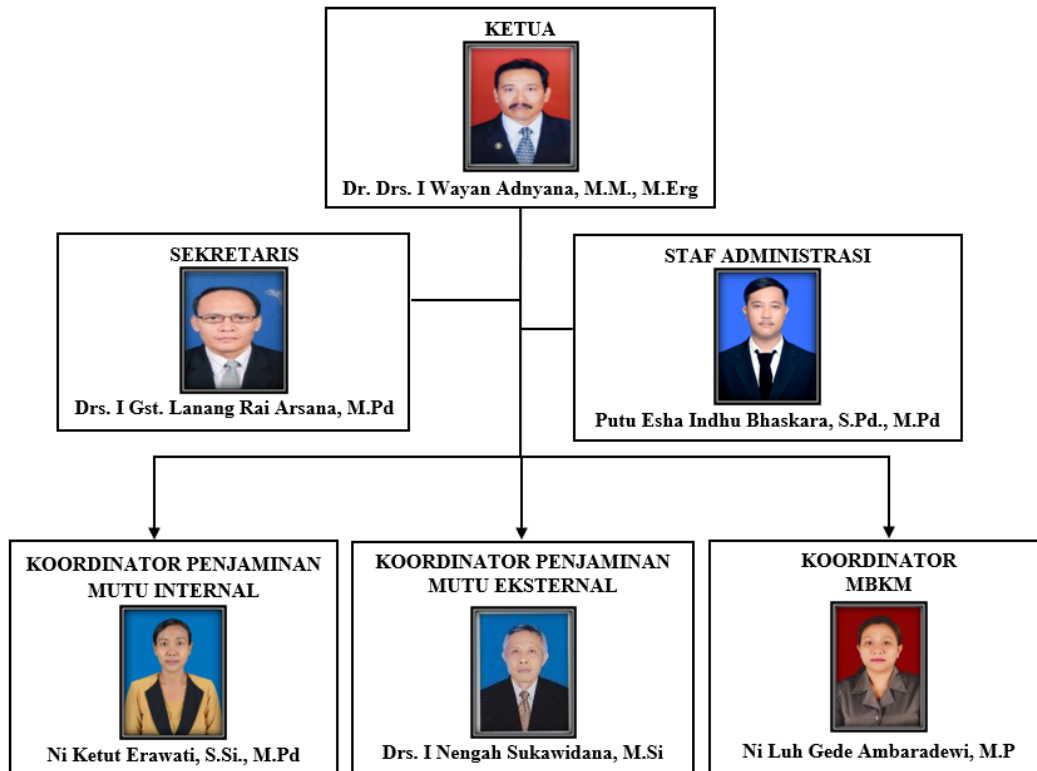 KETUA
Dr. Drs. I Wayan Adnyana, M.M., M.Erg
SEKRETARIS
Drs. I Gst. Lanang Rai Arsana, M.Pd
STAF ADMINISTRASI
Putu Esha Indhu Bhaskara, S.Pd., M.Pd
KOORDINATOR PENJAMINAN
MUTU INTERNAL
Ni Ketut Erawati, S.Si., M.Pd
KOORDINATOR PENJAMINAN
MUTU EKSTERNAL
Drs. I Nengah Sukawidana, M.Si
KOORDINATOR
MBKM
Ni Luh Gede Ambaradewi, M.P